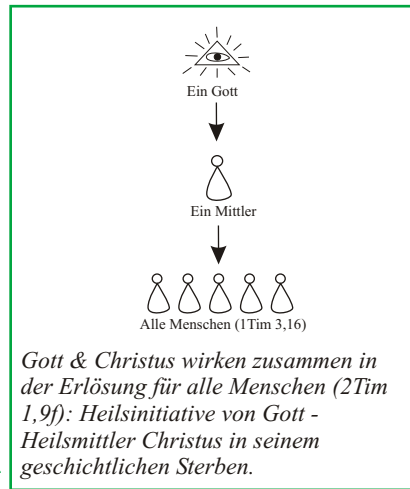 Ein Gott
Ein Mittler
Alle Menschen (1Tim 3,16)
Gott & Christus wirken zusammen in
der Erlösung für alle Menschen (2Tim
1,9f): Heilsinitiative von Gott -
Heilsmittler Christus in seinem
geschichtlichen Sterben.